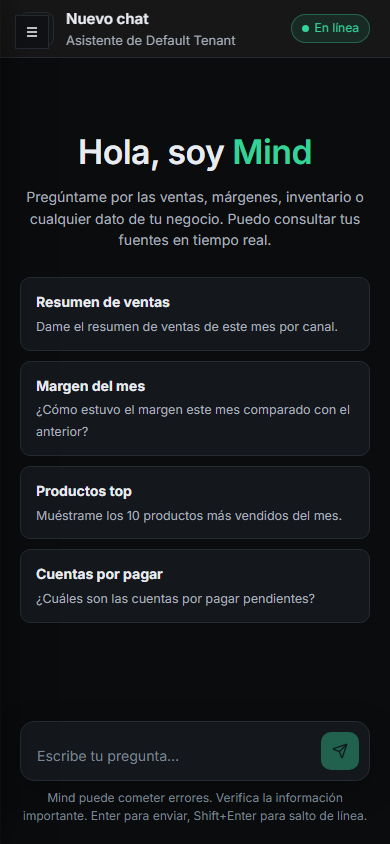 Nuevo chat
Asistente de Default Tenant
En línea
Hola, soy Mind
Pregúntame por las ventas, márgenes, inventario o
cualquier dato de tu negocio. Puedo consultar tus
fuentes en tiempo real.
Resumen de ventas
Dame el resumen de ventas de este mes por canal.
Margen del mes
¿Cómo estuvo el margen este mes comparado con el
anterior?
Productos top
Muéstrame los 10 productos más vendidos del mes.
Cuentas por pagar
¿Cuáles son las cuentas por pagar pendientes?
Escribe tu pregunta...
Mind puede cometer errores. Verifica la información
importante. Enter para enviar, Shift+Enter para salto de línea.